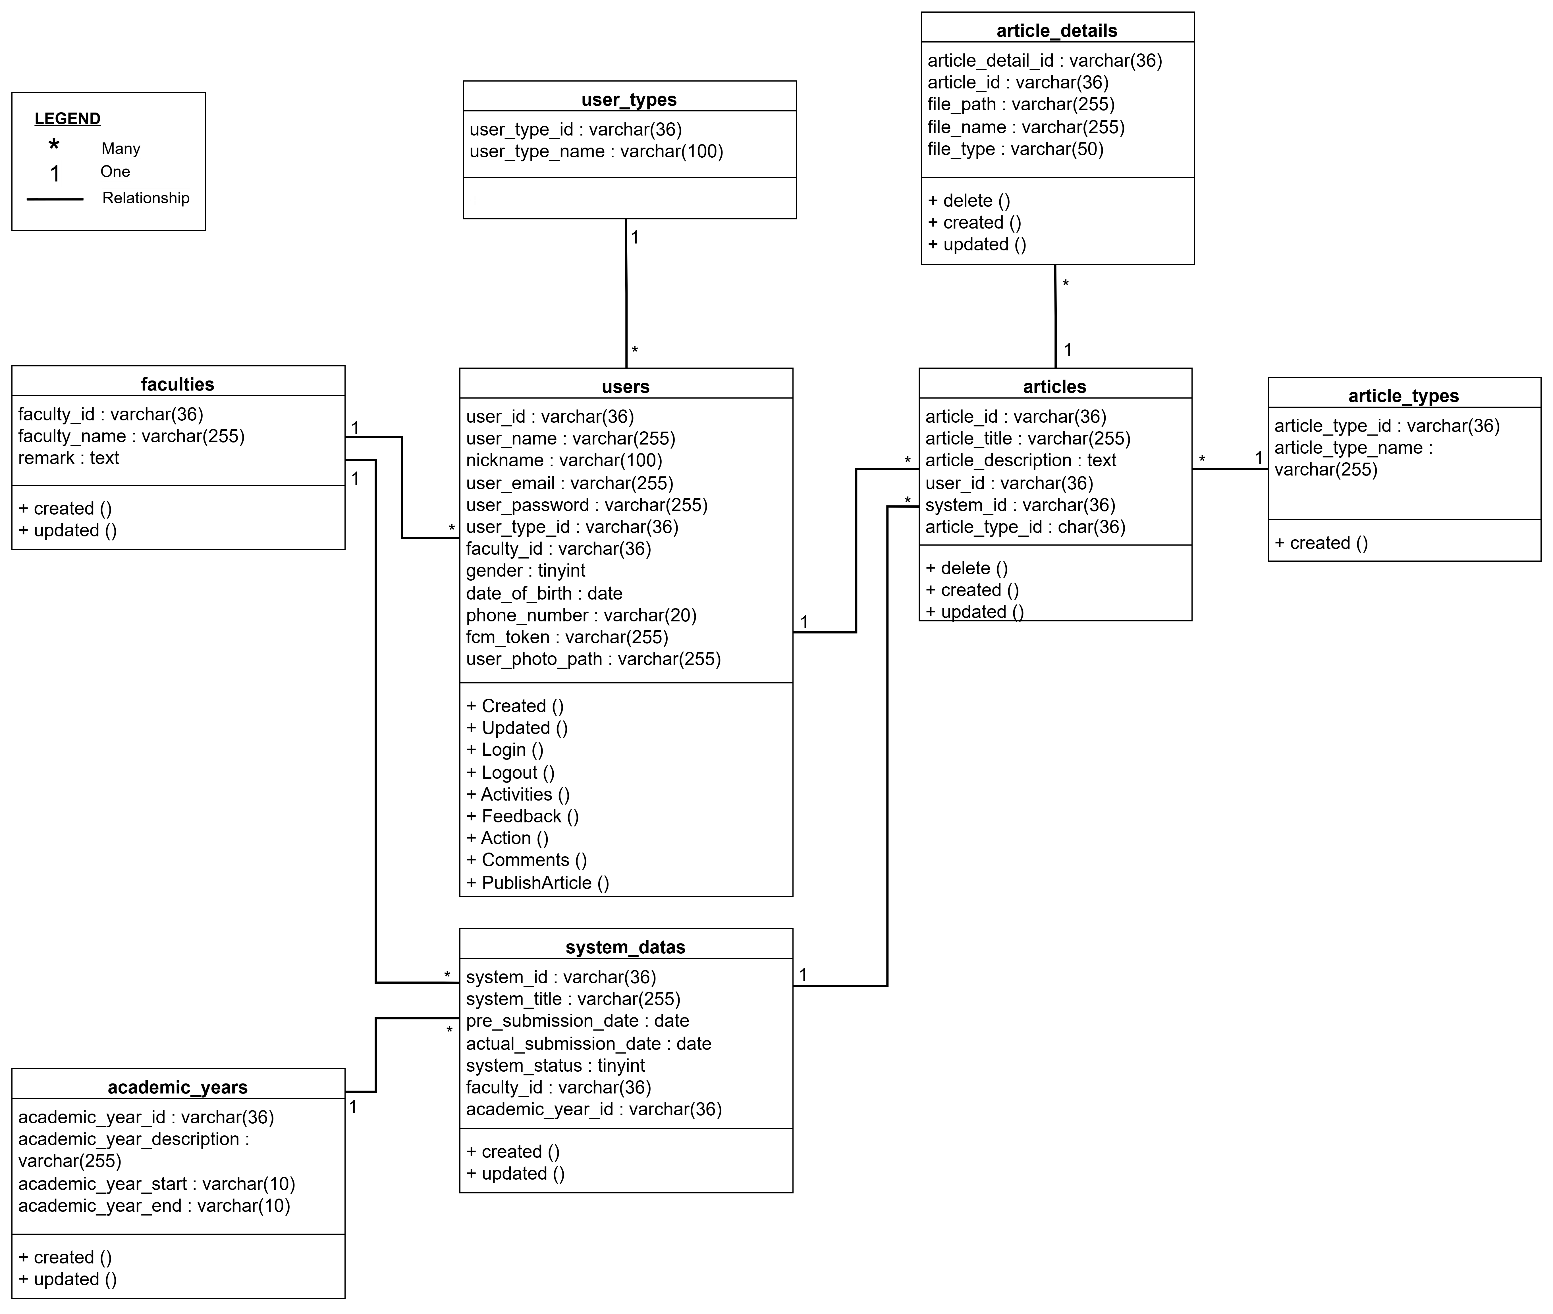 LEGEND
* Many
1 One
Relationship
user_types
user_type_id : varchar(36)
user_type_name : varchar(100)
article_details
article_detail_id : varchar(36)
article_id : varchar(36)
file_path : varchar(255)
file_name : varchar(255)
file_type : varchar(50)
+ delete ()
+ created ()
+ updated ()
1
*
*
1
faculties
faculty_id : varchar(36)
faculty_name : varchar(255)
remark : text
+ created ()
+ updated ()
1
1
*
users
user_id : varchar(36)
user_name : varchar(255)
nickname : varchar(100)
user_email : varchar(255)
user_password : varchar(255)
user_type_id : varchar(36)
faculty_id : varchar(36)
gender : tinyint
date_of_birth : date
phone_number : varchar(20)
fcm_token : varchar(255)
user_photo_path : varchar(255)
+ Created ()
+ Updated ()
+ Login ()
+ Logout ()
+ Activities ()
+ Feedback ()
+ Action ()
+ Comments ()
+ PublishArticle ()
1
*
*
articles
article_id : varchar(36)
article_title : varchar(255)
article_description : text
user_id : varchar(36)
system_id : varchar(36)
article_type_id : char(36)
+ delete ()
+ created ()
+ updated ()
*
1
article_types
article_type_id : varchar(36)
article_type_name :
varchar(255)
+ created ()
*
*
system_datas
system_id : varchar(36)
system_title : varchar(255)
pre_submission_date : date
actual_submission_date : date
system_status : tinyint
faculty_id : varchar(36)
academic_year_id : varchar(36)
+ created ()
+ updated ()
1
academic_years
academic_year_id : varchar(36)
academic_year_description :
varchar(255)
academic_year_start : varchar(10)
academic_year_end : varchar(10)
+ created ()
+ updated ()
1